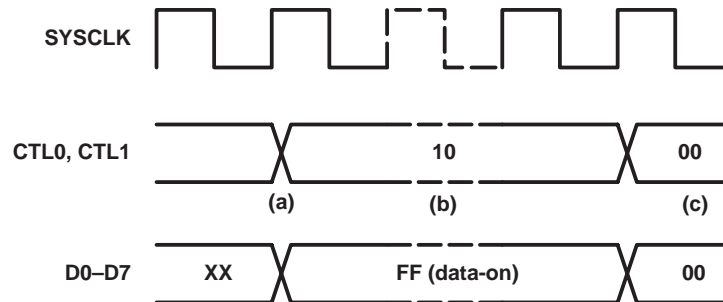 SYSCLK
CTL0, CTL1
10
00
(a)
(b)
(c)
D0–D7
XX
FF (data-on)
00